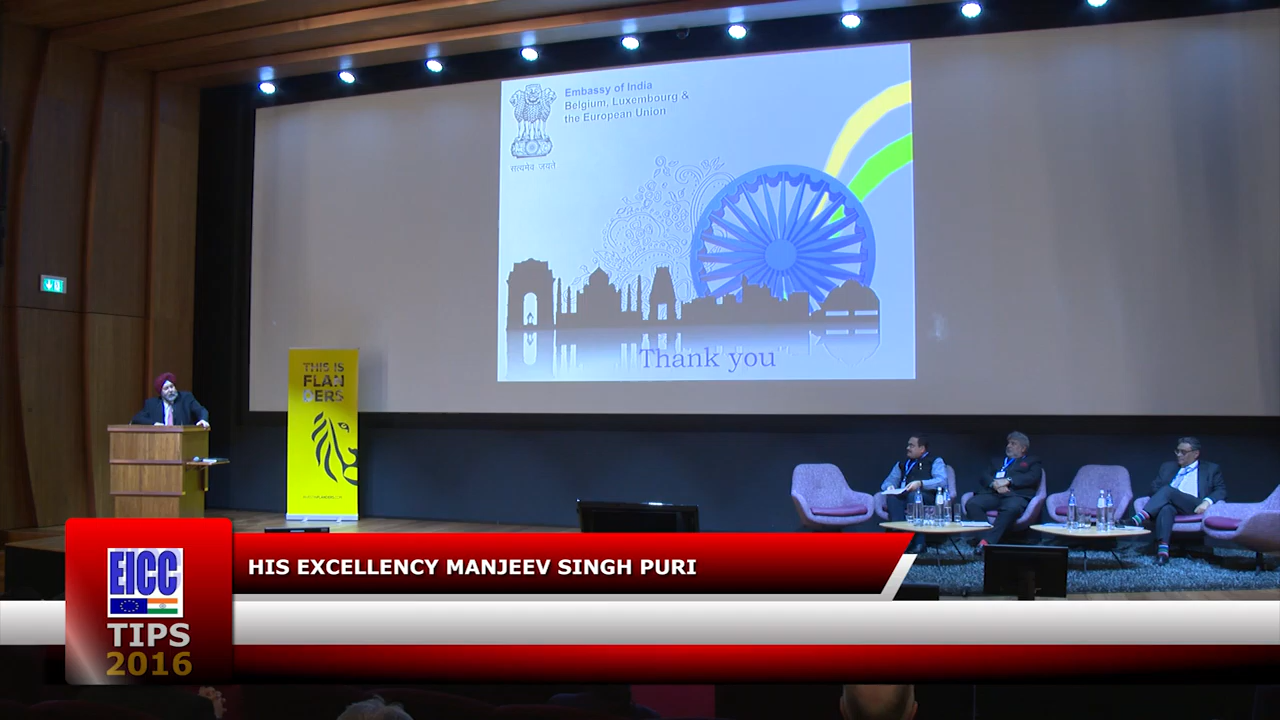 Embassy of India
Belgium, Luxembourg &
the European Union
सत्यमेव जयते
Thank you
THIS IS
FLAN
DERS
HIS EXCELLENCY MANJEEV SINGH PURI
EICC
TIPS
2016